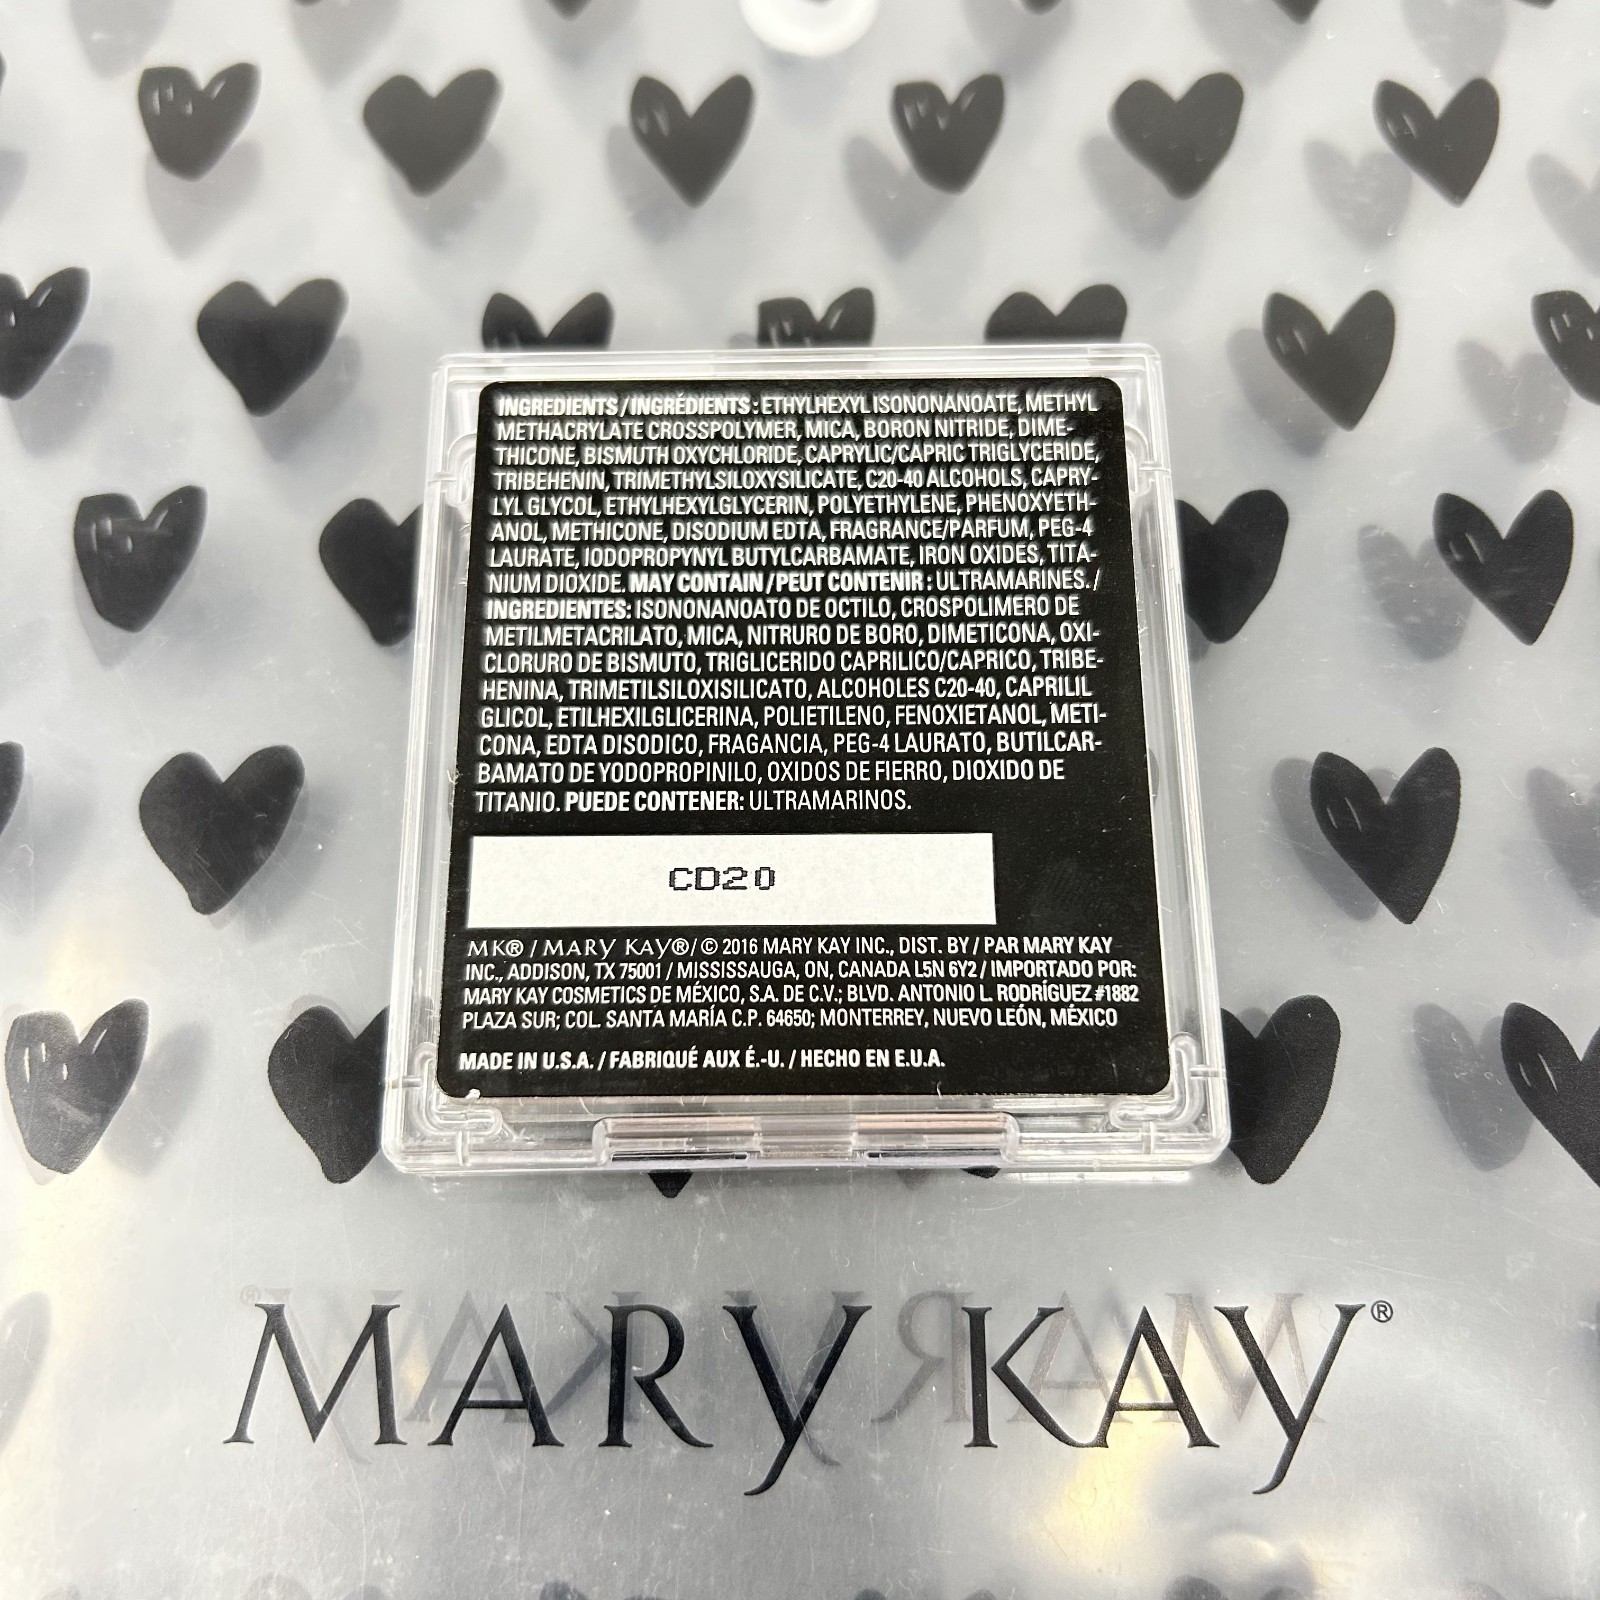 INGREDIENTS / INGRÉDIENTS : ETHYLHEXYL ISONONANOATE, METHYL
METHACRYLATE CROSSPOLYMER, MICA, BORON NITRIDE, DIME-
THICONE, BISMUTH OXYCHLORIDE, CAPRYLIC/CAPRIC TRIGLYCERIDE,
TRIBEHENIN, TRIMETHYLSILOXYSILICATE, C20-40 ALCOHOLS, CAPRY-
LYL GLYCOL, ETHYLHEXYLGLYCERIN, POLYETHYLENE, PHENOXYETH-
ANOL, METHICONE, DISODIUM EDTA, FRAGRANCE/PARFUM, PEG-4
LAURATE, IODOPROPYNYL BUTYLCARBAMATE, IRON OXIDES, TITA-
NIUM DIOXIDE. MAY CONTAIN / PEUT CONTENIR : ULTRAMARINES. /
INGREDIENTES: ISONONANOATO DE OCTILO, CROSPOLIMERO DE
METILMETACRILATO, MICA, NITRURO DE BORO, DIMETICONA, OXI-
CLORURO DE BISMUTO, TRIGLICERIDO CAPRILICO/CAPRICO, TRIBE-
HENINA, TRIMETILSILOXISILICATO, ALCOHOLES C20-40, CAPRILIL
GLICOL, ETILHEXILGLICERINA, POLIETILENO, FENOXIETANOL, METI-
CONA, EDTA DISODICO, FRAGANCIA, PEG-4 LAURATO, BUTILCAR-
BAMATO DE YODOPROPINILO, OXIDOS DE FIERRO, DIOXIDO DE
TITANIO. PUEDE CONTENER: ULTRAMARINOS.
CD20
MK® / MARY KAY® / © 2016 MARY KAY INC., DIST. BY / PAR MARY KAY
INC., ADDISON, TX 75001 / MISSISSAUGA, ON, CANADA L5N 6Y2 / IMPORTADO POR:
MARY KAY COSMETICS DE MÉXICO, S.A. DE C.V.; BLVD. ANTONIO L. RODRÍGUEZ #1882
PLAZA SUR; COL. SANTA MARÍA C.P. 64650; MONTERREY, NUEVO LEÓN, MÉXICO
MADE IN U.S.A. / FABRIQUÉ AUX É.-U. / HECHO EN E.U.A.
MARY KAY®